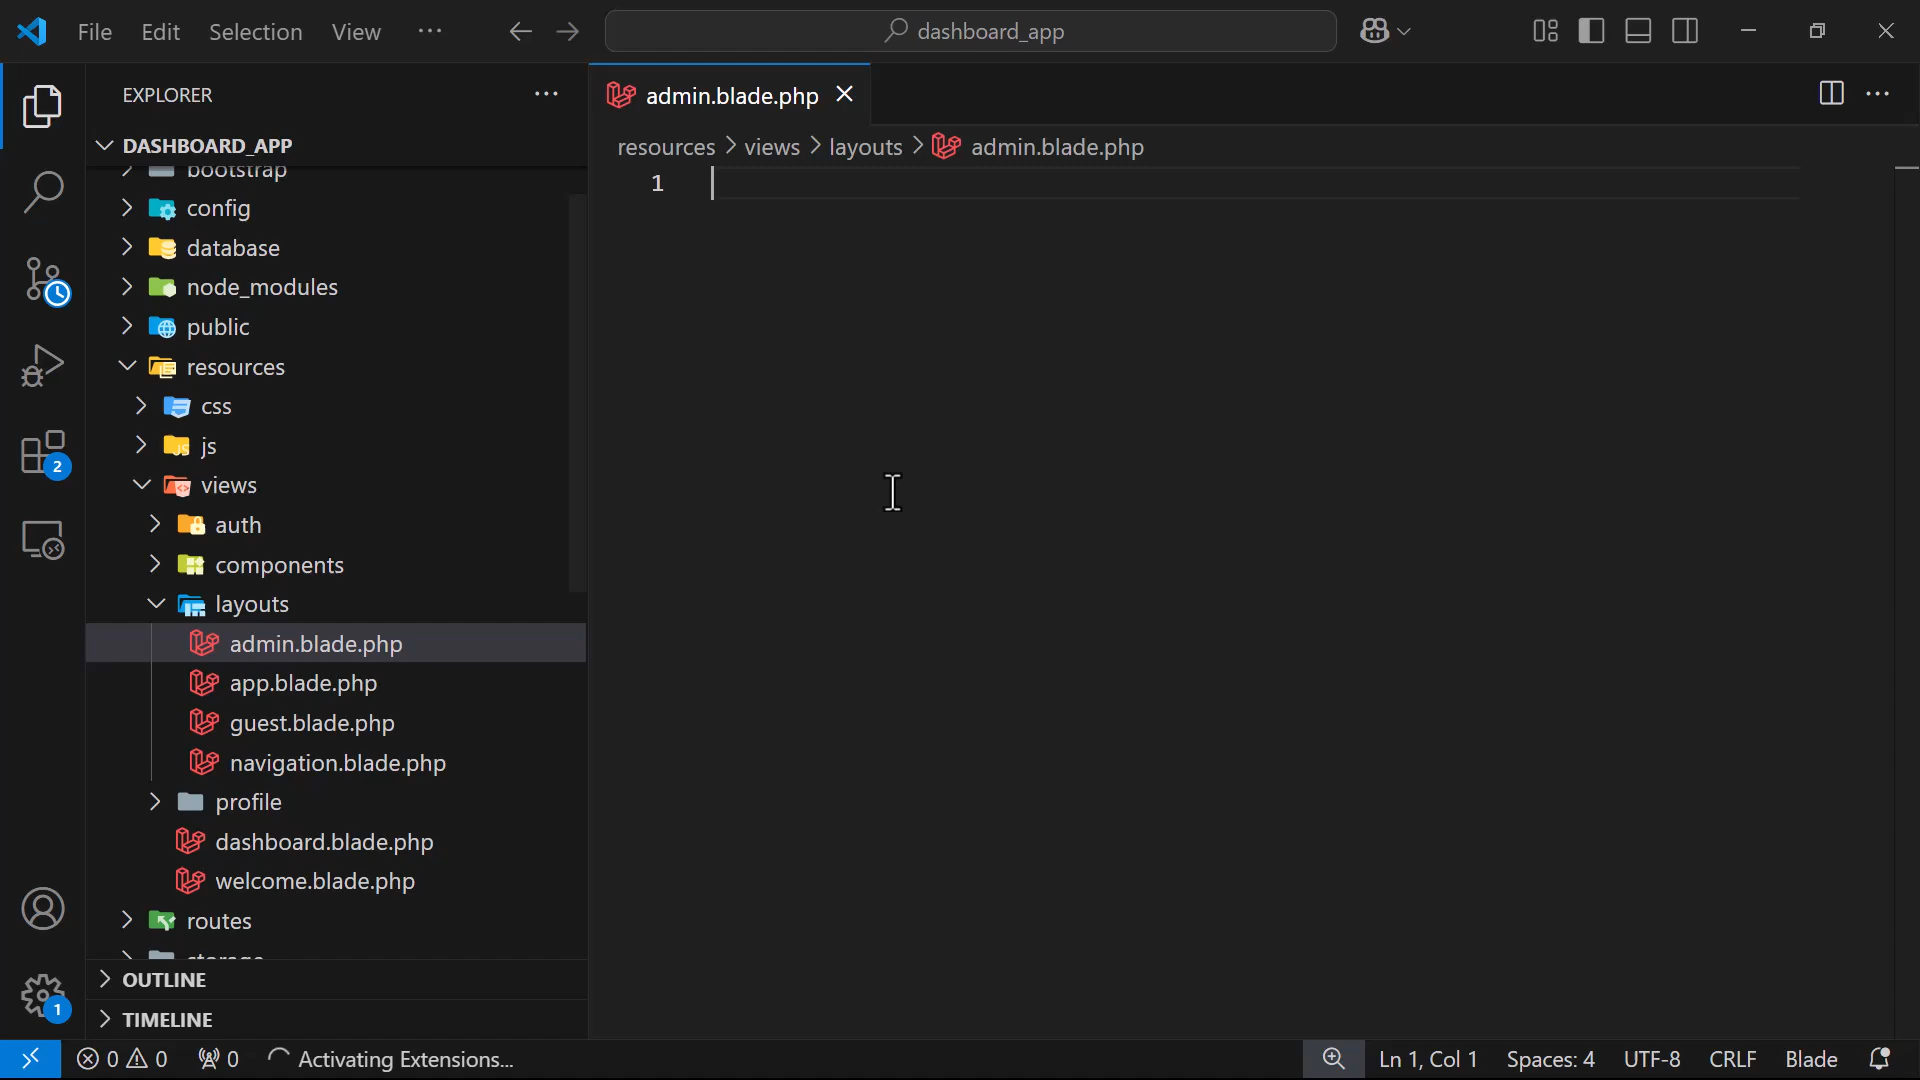 File Edit Selection View ··· dashboard_app
EXPLORER ···
DASHBOARD_APP
bootstrap
config
database
node_modules
public
resources
css
js
views
auth
components
layouts
admin.blade.php
app.blade.php
guest.blade.php
navigation.blade.php
profile
dashboard.blade.php
welcome.blade.php
routes
storage
OUTLINE
TIMELINE
2
1
admin.blade.php
resources > views > layouts > admin.blade.php
1
0 0 0 Activating Extensions... Ln 1, Col 1 Spaces: 4 UTF-8 CRLF Blade